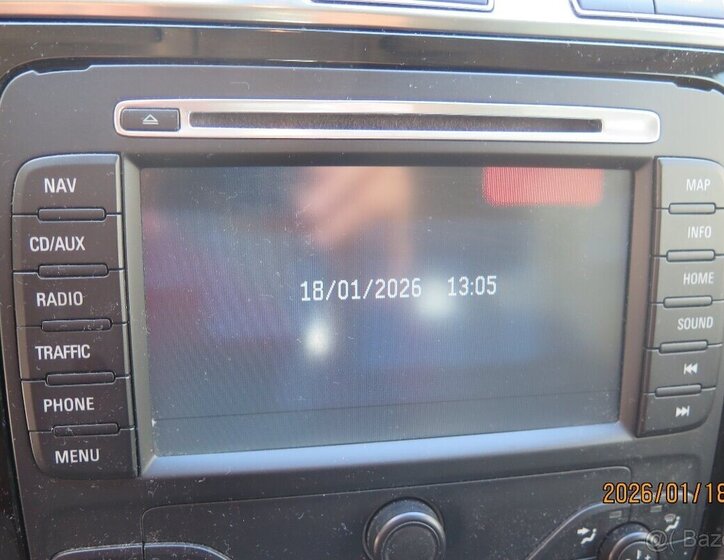 NAV
CD/AUX
RADIO
TRAFFIC
PHONE
MENU
18/01/2026 13:05
MAP
INFO
HOME
SOUND
2026/01/18
@( Baz